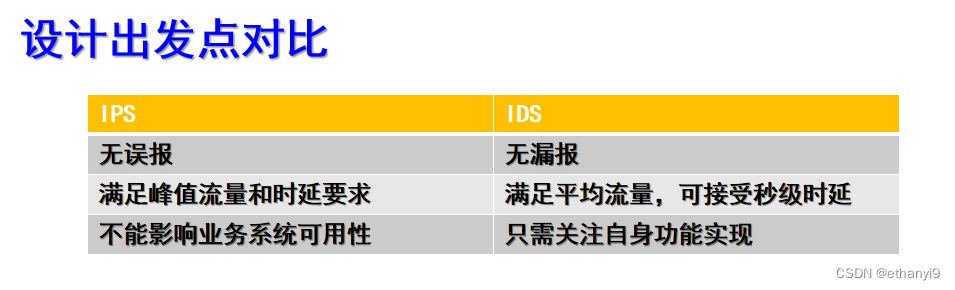 设计出发点对比
IPS IDS
无误报 无漏报
满足峰值流量和时延要求 满足平均流量，可接受秒级时延
不能影响业务系统可用性 只需关注自身功能实现
CSDN @ethanyi9